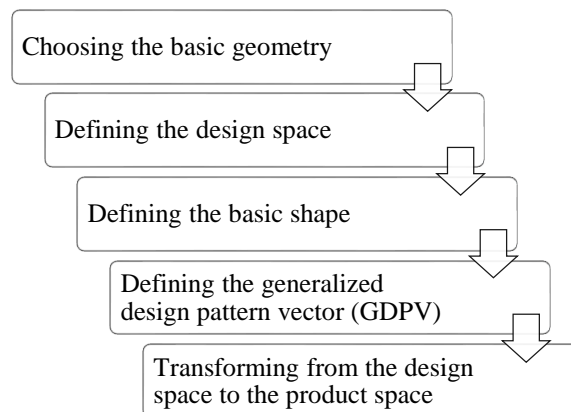 Choosing the basic geometry
Defining the design space
Defining the basic shape
Defining the generalized
design pattern vector (GDPV)
Transforming from the design
space to the product space